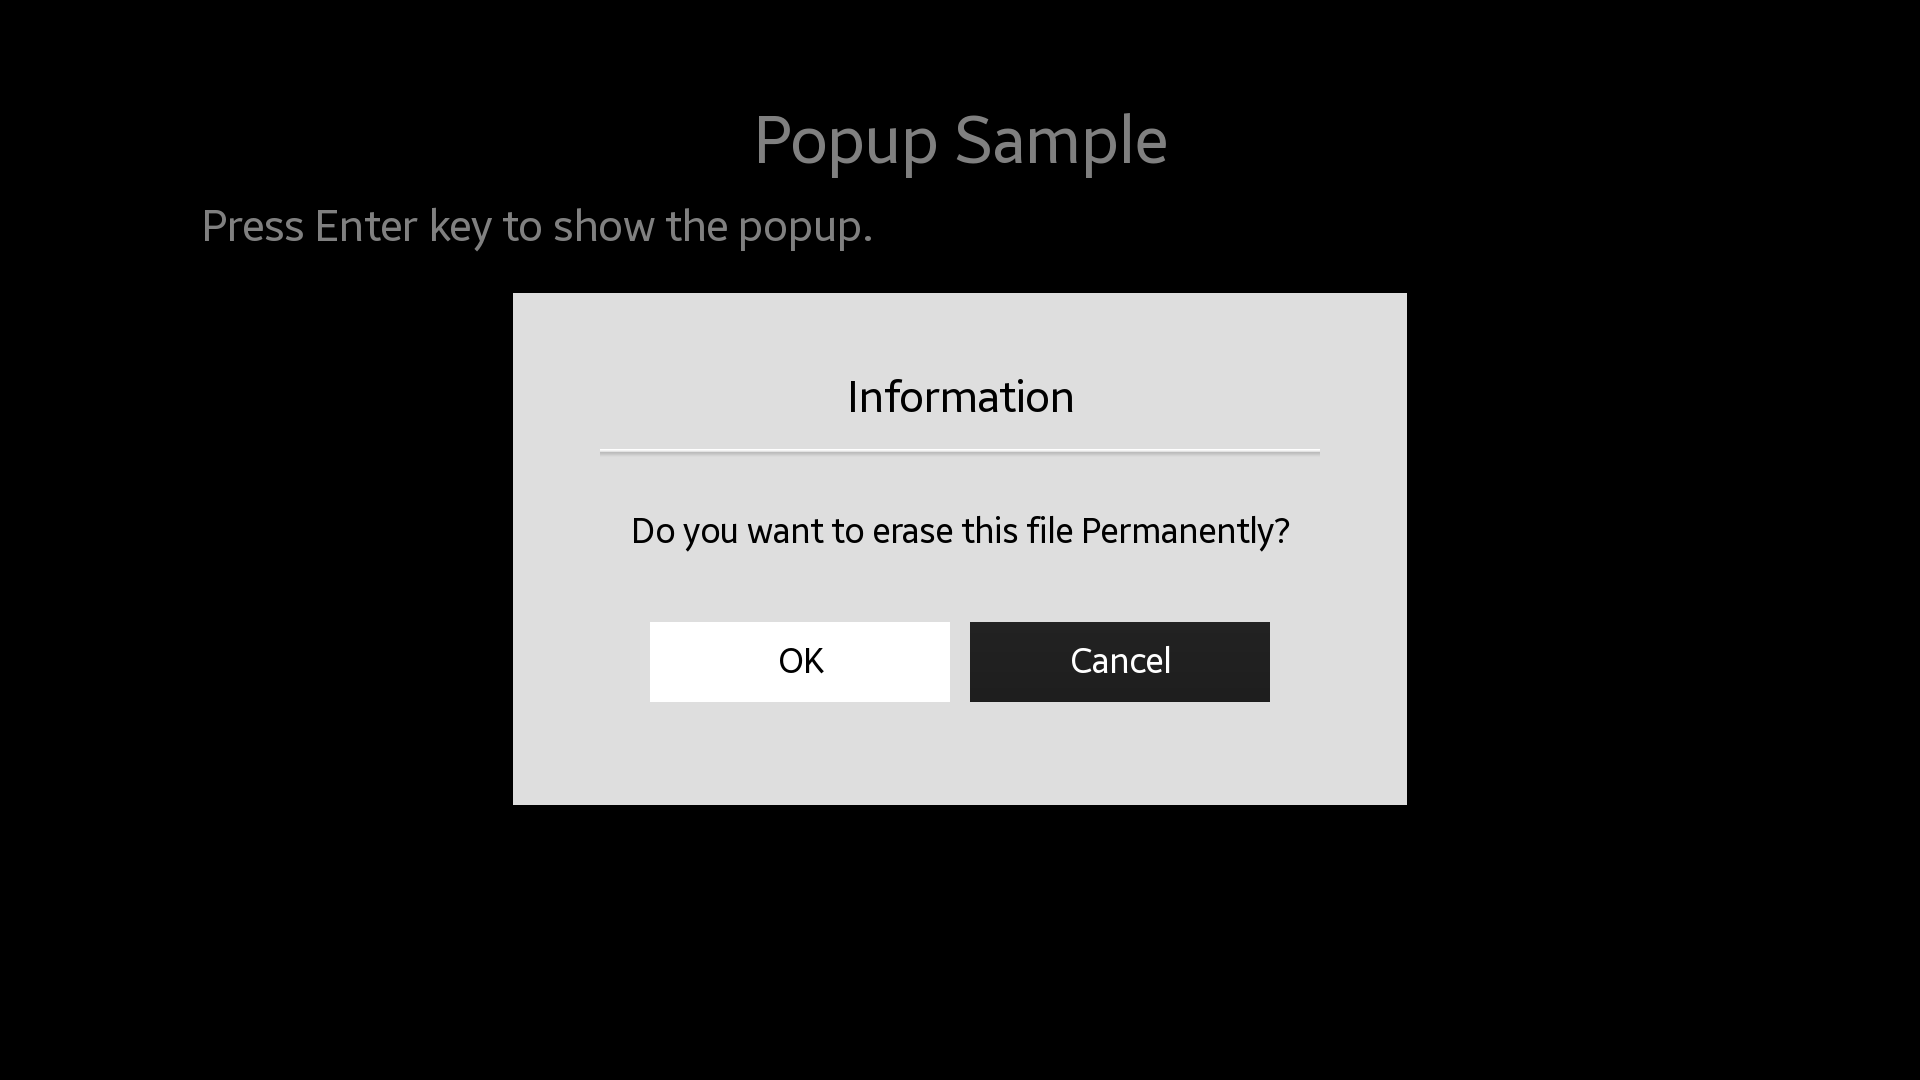 Popup Sample
Press Enter key to show the popup.
Information
Do you want to erase this file Permanently?
OK
Cancel